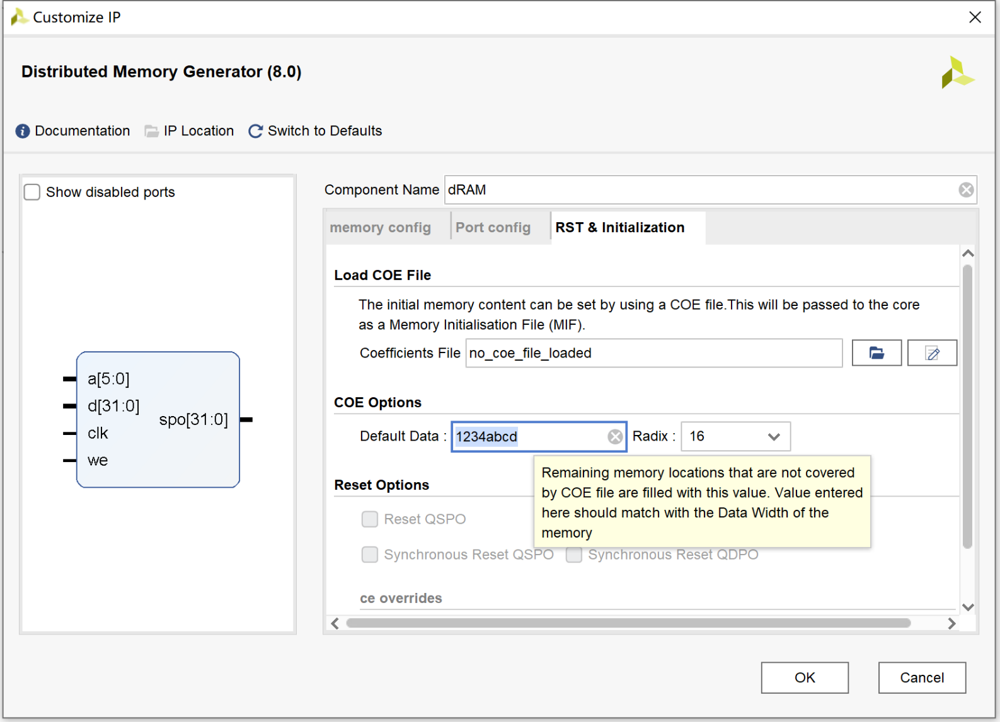 Customize IP
Distributed Memory Generator (8.0)
Documentation IP Location Switch to Defaults
Show disabled ports
a[5:0]
d[31:0]
clk
we
spo[31:0]
Component Name dRAM
memory config Port config RST & Initialization
Load COE File
The initial memory content can be set by using a COE file.This will be passed to the core
as a Memory Initialisation File (MIF).
Coefficients File no_coe_file_loaded
COE Options
Default Data : 1234abcd Radix : 16
Remaining memory locations that are not covered
by COE file are filled with this value. Value entered
here should match with the Data Width of the
memory
Reset Options
Reset QSPO
Synchronous Reset QSPO Synchronous Reset QDPO
ce overrides
OK Cancel